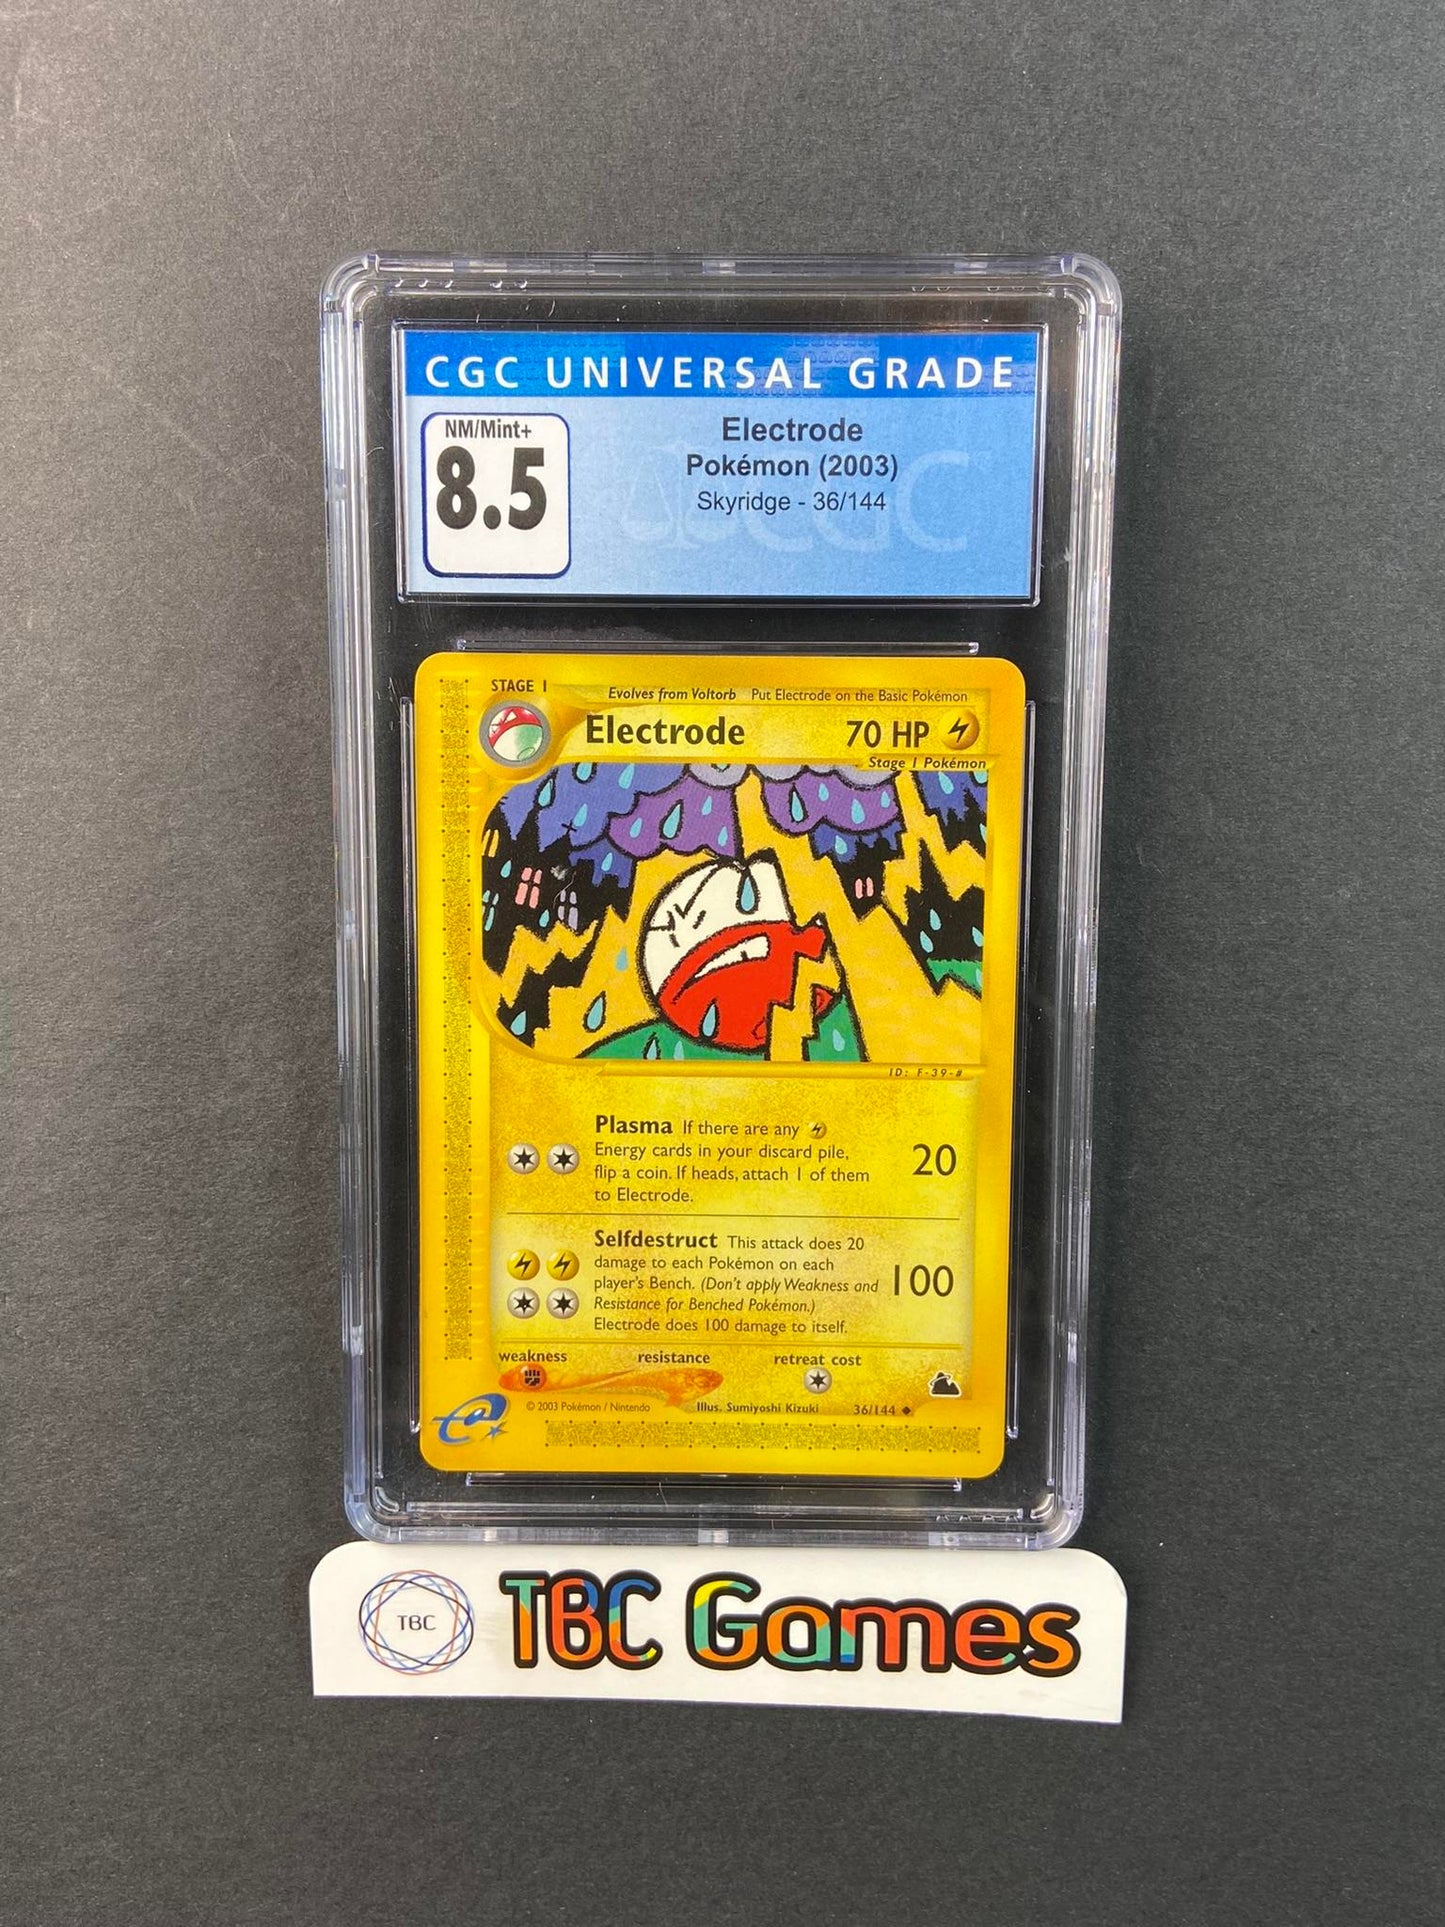 CGC UNIVERSAL GRADE
NM/Mint+
8.5
Electrode
Pokémon (2003)
Skyridge - 36/144
CGC
STAGE 1
Evolves from Voltorb Put Electrode on the Basic Pokémon
Electrode 70 HP
Stage 1 Pokémon
ID: F-39-#
Plasma If there are any
Energy cards in your discard pile,
flip a coin. If heads, attach 1 of them
to Electrode.
20
Selfdestruct This attack does 20
damage to each Pokémon on each
player's Bench. (Don't apply Weakness and
Resistance for Benched Pokémon.)
Electrode does 100 damage to itself.
100
weakness resistance retreat cost
© 2003 Pokémon / Nintendo Illus. Sumiyoshi Kizuki 36/144
TBC
TBC Games